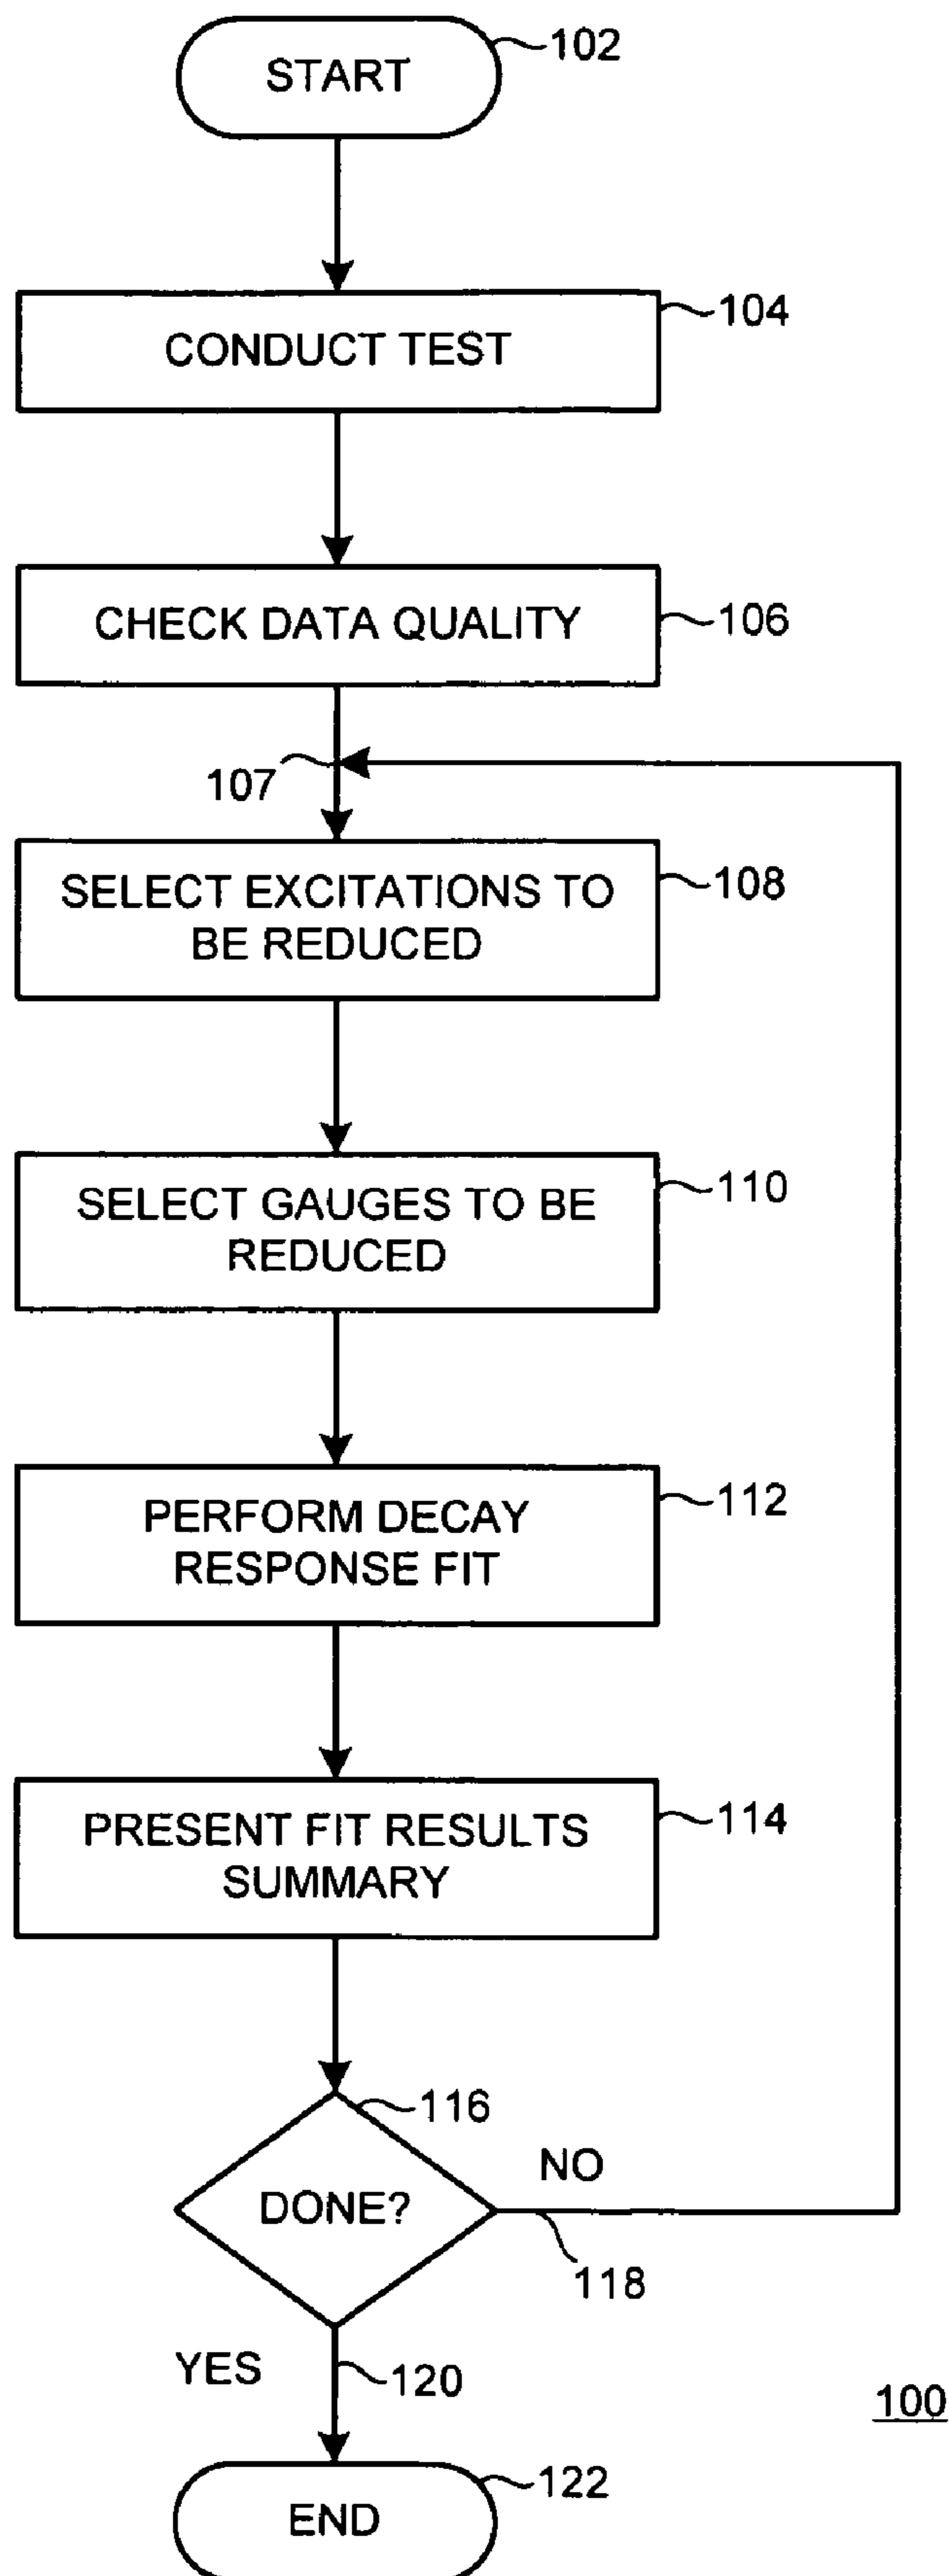 START
102
CONDUCT TEST
104
CHECK DATA QUALITY
106
107
SELECT EXCITATIONS TO
BE REDUCED
108
SELECT GAUGES TO BE
REDUCED
110
PERFORM DECAY
RESPONSE FIT
112
PRESENT FIT RESULTS
SUMMARY
114
116
DONE?
NO
118
YES
120
100
END
122